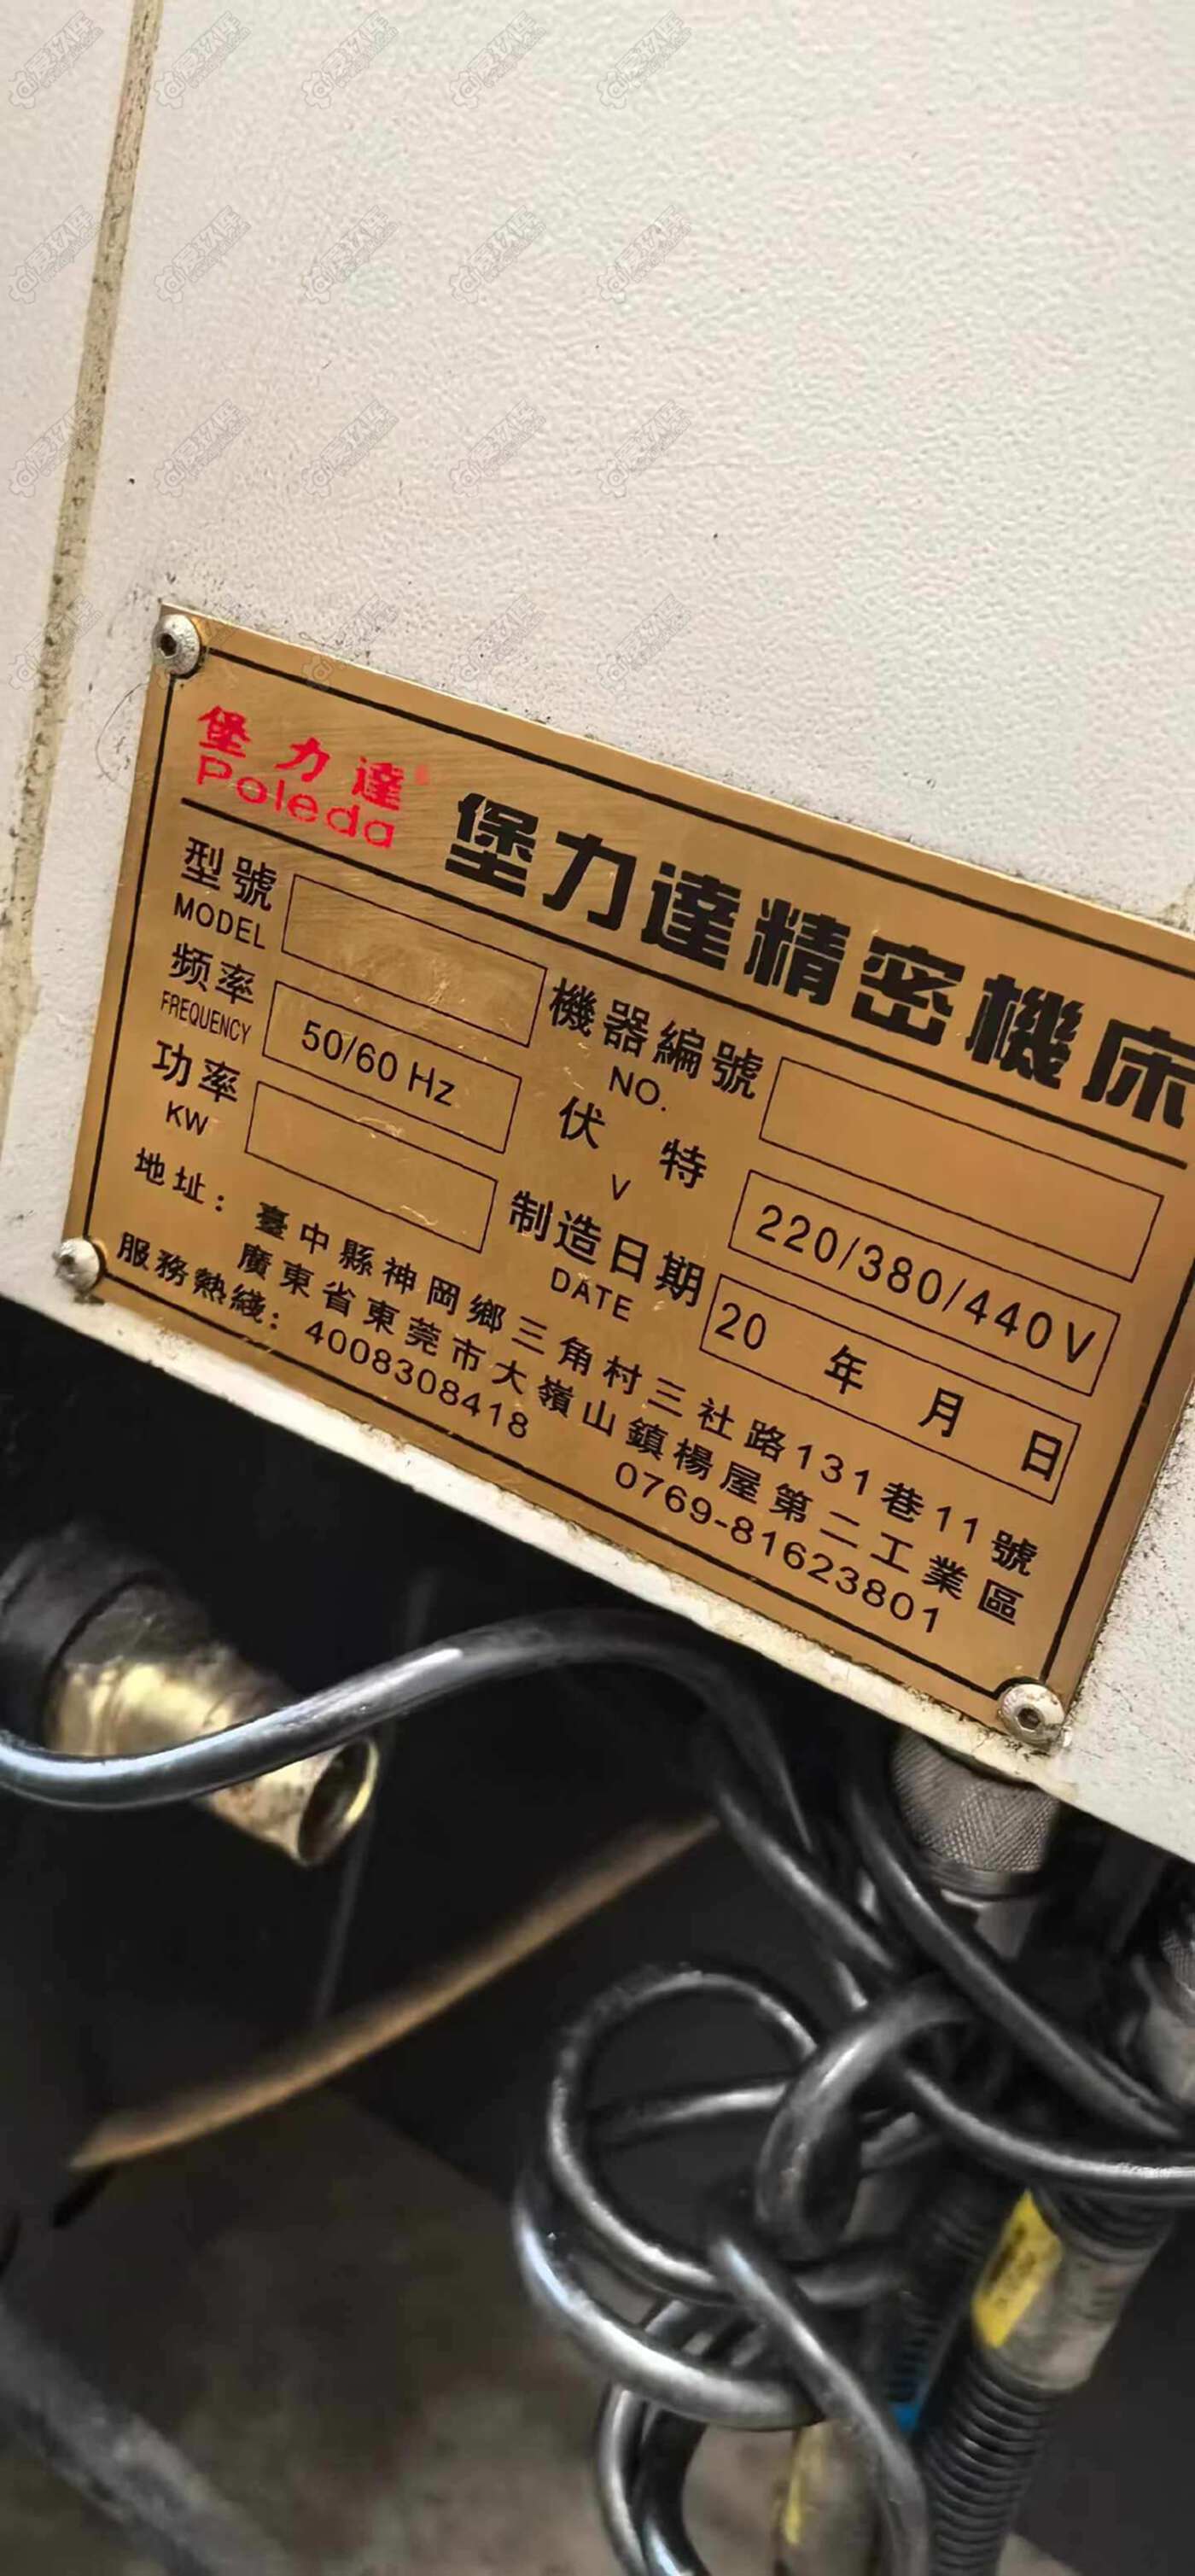 堡力達
Poleda
堡力達精密機床
型號
MODEL
機器編號
NO.
频率
FREQUENCY
50/60 Hz
伏特
V
220/380/440V
功率
KW
制造日期
DATE
20 年 月 日
地址：臺中縣神岡鄉三角村三社路131巷11號
廣東省東莞市大嶺山鎮楊屋第二工業區
服務熱綫：4008308418 0769-81623801